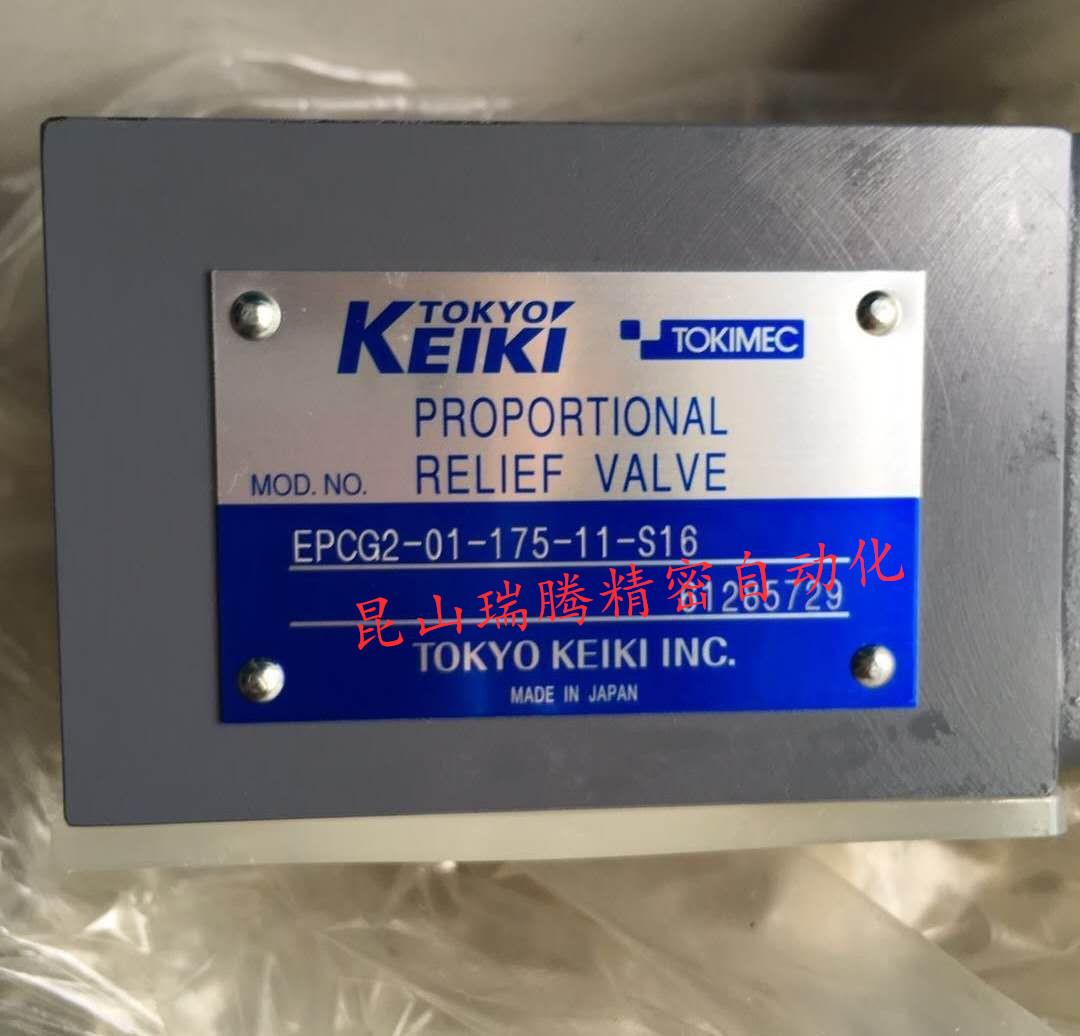 TOKYO
KEIKI
TOKIMEC
PROPORTIONAL
MOD. NO. RELIEF VALVE
EPCG2-01-175-11-S16
61265729
昆山瑞腾精密自动化
TOKYO KEIKI INC.
MADE IN JAPAN